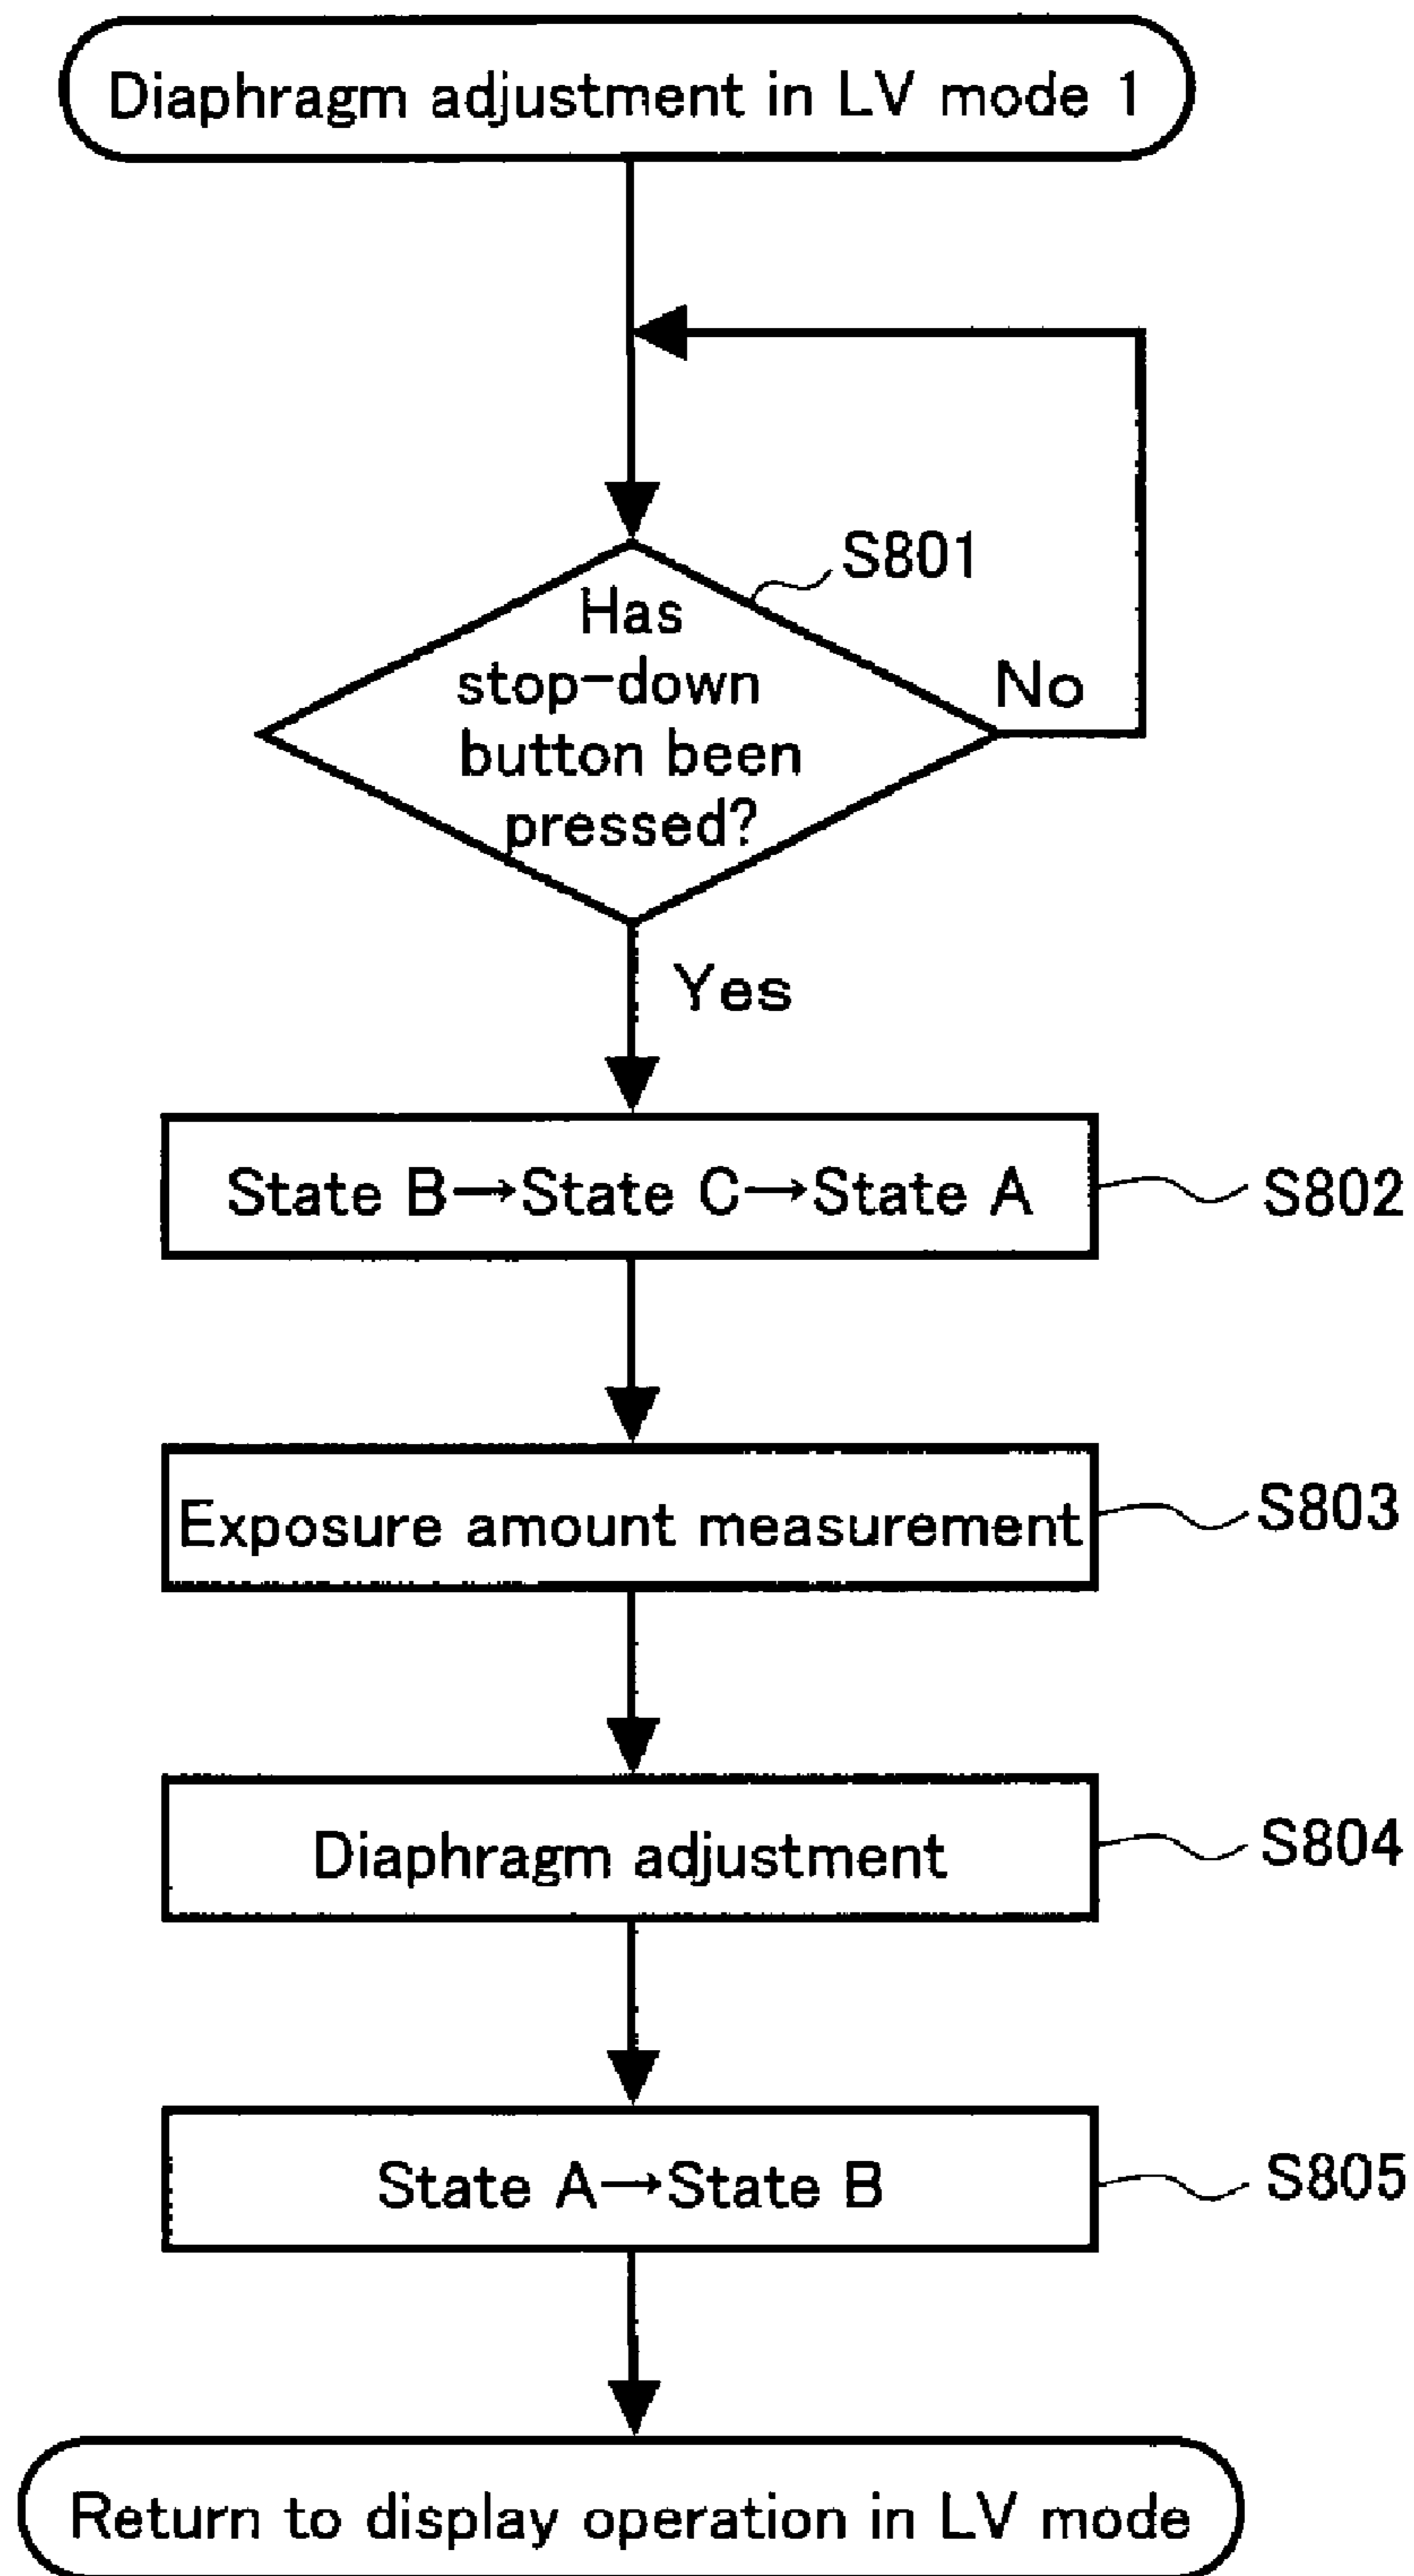 Diaphragm adjustment in LV mode 1
S801
Has
stop-down
button been
pressed?
No
Yes
State B→State C→State A
S802
Exposure amount measurement
S803
Diaphragm adjustment
S804
State A→State B
S805
Return to display operation in LV mode